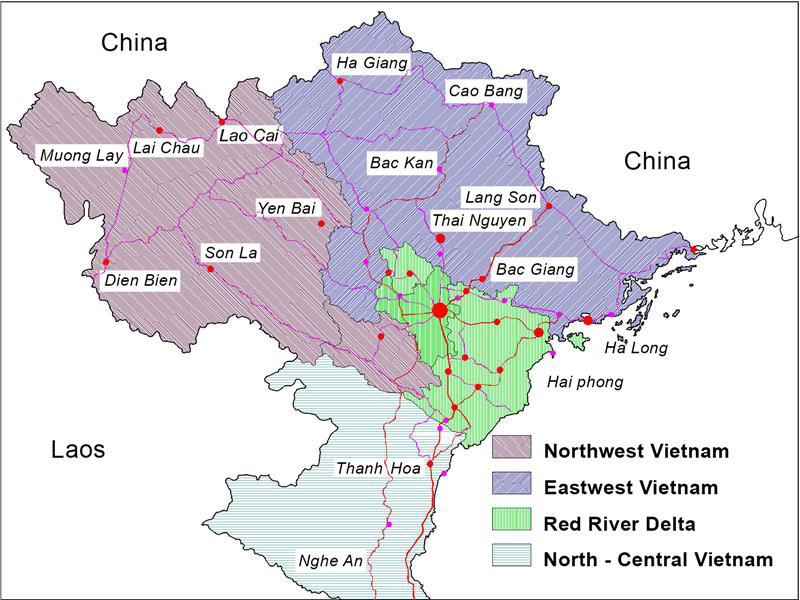 China
Ha Giang
Cao Bang
Lao Cai
Lai Chau
Muong Lay
Bac Kan
China
Lang Son
Yen Bai
Thai Nguyen
Son La
Bac Giang
Dien Bien
Ha Long
Hai phong
Laos
Thanh Hoa
Nghe An
Northwest Vietnam
Eastwest Vietnam
Red River Delta
North - Central Vietnam